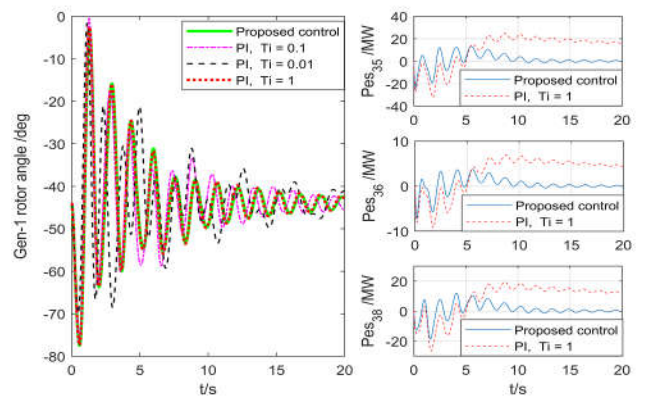 0
-10
-20
-30
-40
-50
-60
-70
-80
Gen-1 rotor angle /deg
0 5 10 15 20
t/s
Proposed control
PI, Ti = 0.1
PI, Ti = 0.01
PI, Ti = 1
40
20
0
-20
-40
Pes35 /MW
0 5 10 15 20
Proposed control
PI, Ti = 1
10
0
-10
Pes36 /MW
0 5 10 15 20
Proposed control
PI, Ti = 1
20
0
-20
Pes38 /MW
0 5 10 15 20
t/s
Proposed control
PI, Ti = 1